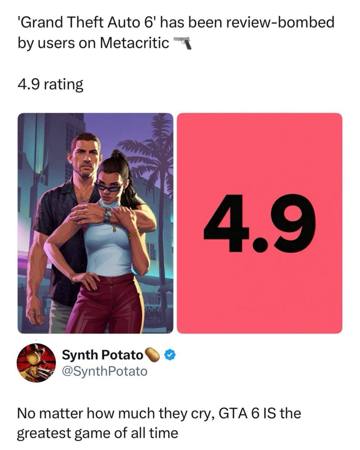 'Grand Theft Auto 6' has been review-bombed
by users on Metacritic
4.9 rating
4.9
Synth Potato
@SynthPotato
No matter how much they cry, GTA 6 IS the
greatest game of all time